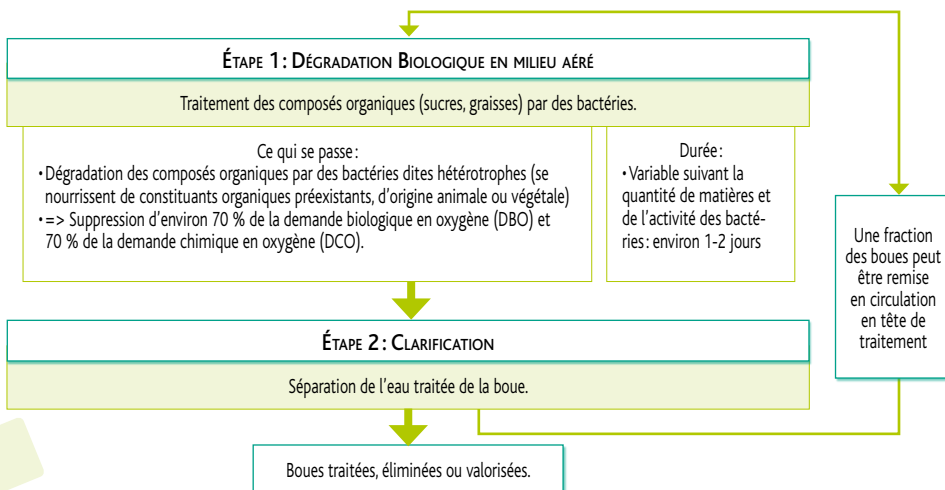 ÉTAPE 1 : DÉGRADATION BIOLOGIQUE EN MILIEU AÉRÉ
Traitement des composés organiques (sucres, graisses) par des bactéries.
Ce qui se passe :
• Dégradation des composés organiques par des bactéries dites hétérotrophes (se
nourrissent de constituants organiques préexistants, d'origine animale ou végétale)
• => Suppression d'environ 70 % de la demande biologique en oxygène (DBO) et
70 % de la demande chimique en oxygène (DCO).
Durée :
• Variable suivant la
quantité de matières et
de l'activité des bacté-
ries : environ 1-2 jours
Une fraction
des boues peut
être remise
en circulation
en tête de
traitement
ÉTAPE 2 : CLARIFICATION
Séparation de l'eau traitée de la boue.
Boues traitées, éliminées ou valorisées.